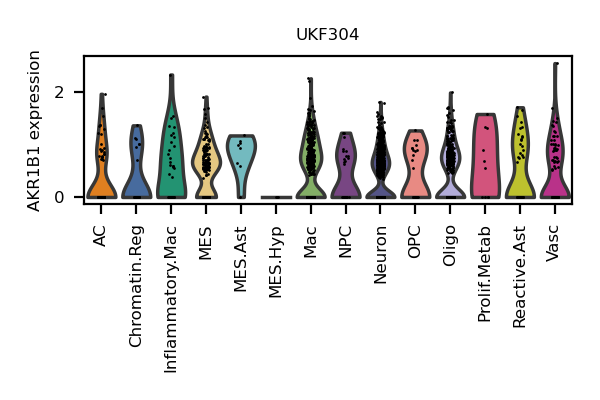 UKF304
AKR1B1 expression
2
0
AC
Chromatin.Reg
Inflammatory.Mac
MES
MES.Ast
MES.Hyp
Mac
NPC
Neuron
OPC
Oligo
Prolif.Metab
Reactive.Ast
Vasc